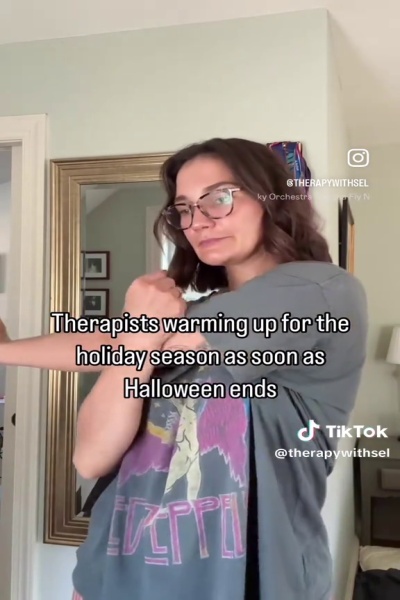 @THERAPYWITHSEL
Therapists warming up for the
holiday season as soon as
Halloween ends
TikTok
@therapywithsel